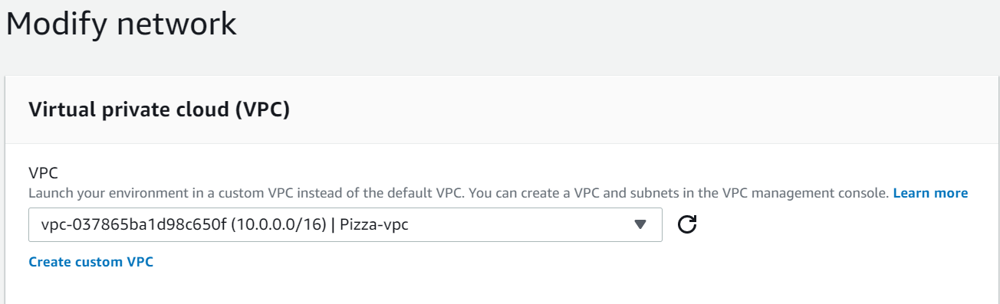 Modify network
Virtual private cloud (VPC)
VPC
Launch your environment in a custom VPC instead of the default VPC. You can create a VPC and subnets in the VPC management console. Learn more
vpc-037865ba1d98c650f (10.0.0.0/16) | Pizza-vpc
Create custom VPC